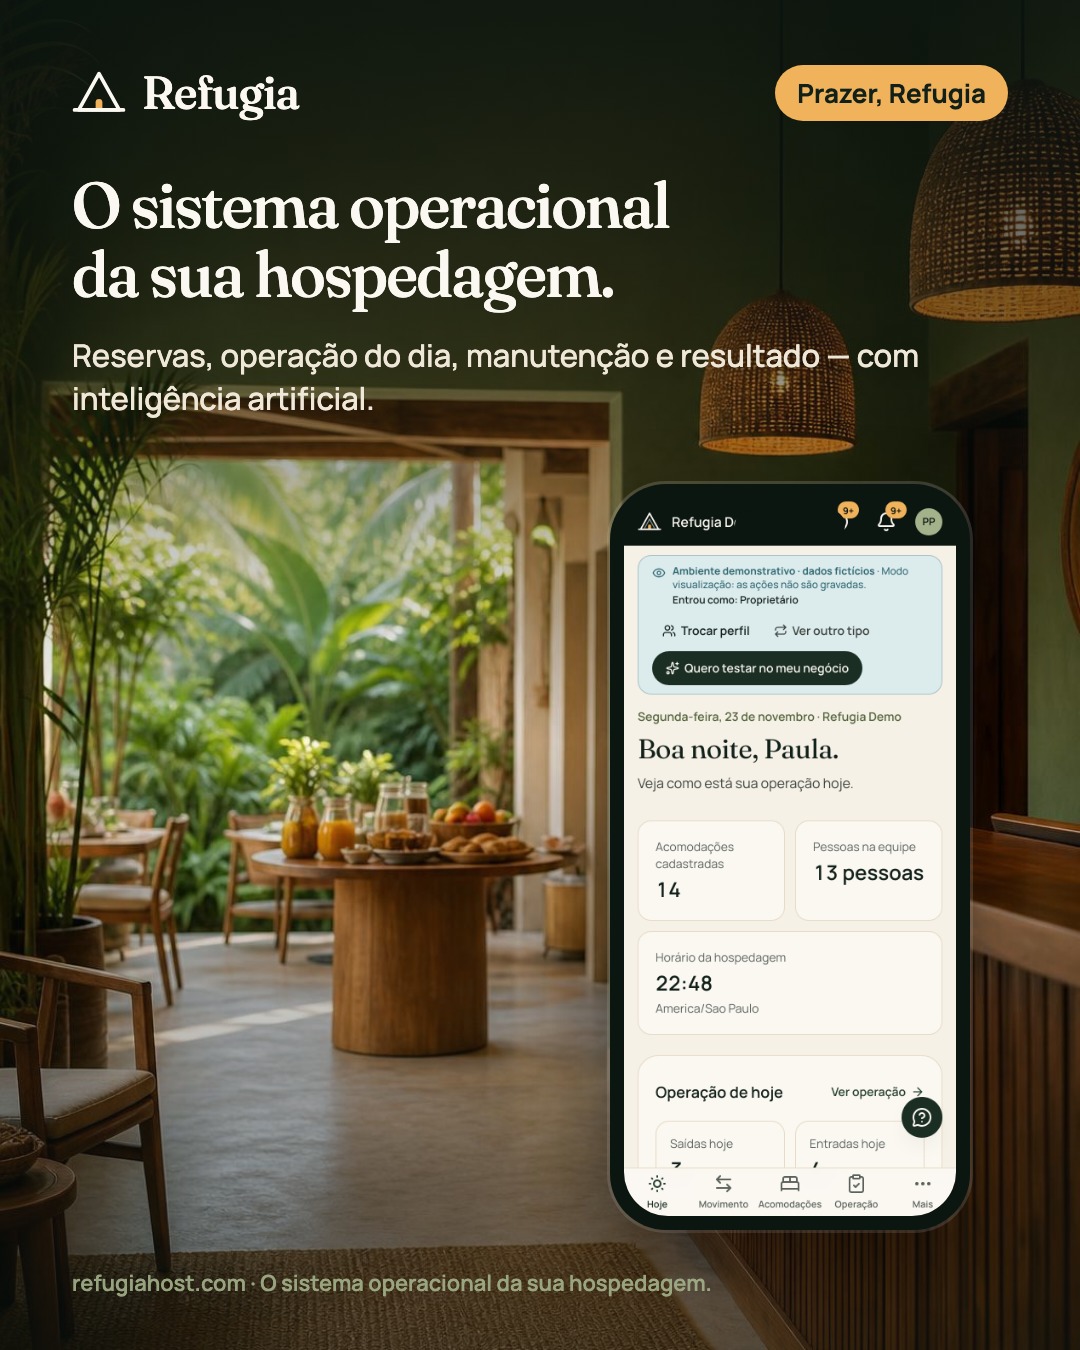 Refugia
Prazer, Refugia
O sistema operacional
da sua hospedagem.
Reservas, operação do dia, manutenção e resultado — com
inteligência artificial.
Refugia
9+
9+
PP
Ambiente demonstrativo · dados fictícios · Modo
visualização: as ações não são gravadas.
Entrou como: Proprietário
Trocar perfil
Ver outro tipo
Quero testar no meu negócio
Segunda-feira, 23 de novembro · Refugia Demo
Boa noite, Paula.
Veja como está sua operação hoje.
Acomodações
cadastradas
14
Pessoas na equipe
13 pessoas
Horário da hospedagem
22:48
America/Sao Paulo
Operação de hoje
Ver operação →
Saídas hoje
Entradas hoje
Hoje
Movimento
Acomodações
Operação
Mais
refugiahost.com · O sistema operacional da sua hospedagem.